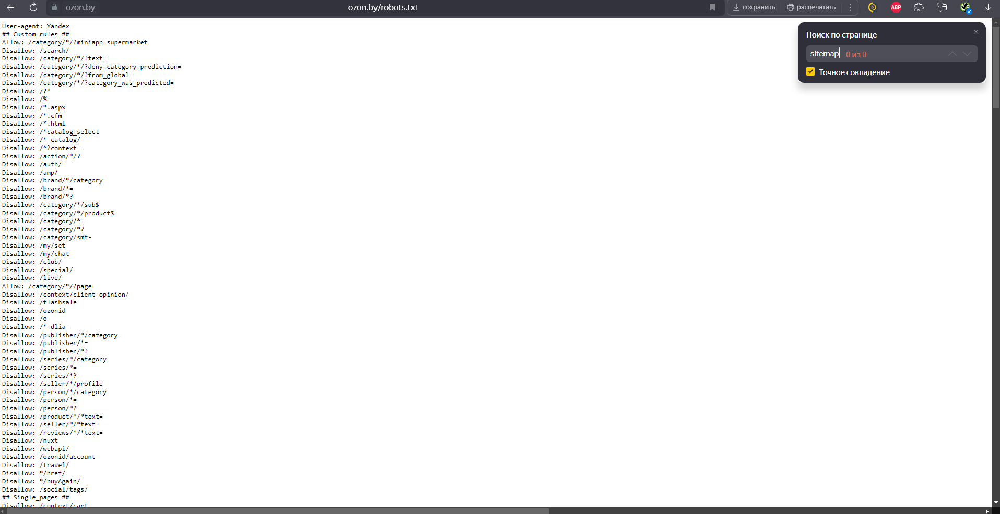 ozon.by
ozon.by/robots.txt
сохранить
распечатать
ABP
User-agent: Yandex
## Custom_rules ##
Allow: /category/*/?miniapp=supermarket
Disallow: /search/
Disallow: /category/*/?text=
Disallow: /category/*/?deny_category_prediction=
Disallow: /category/*/?from_global=
Disallow: /category/*/?category_was_predicted=
Disallow: /?*
Disallow: /%
Disallow: /*.aspx
Disallow: /*.cfm
Disallow: /*.html
Disallow: /*catalog_select
Disallow: /*_catalog/
Disallow: /*?context=
Disallow: /action/*/?
Disallow: /auth/
Disallow: /amp/
Disallow: /brand/*/category
Disallow: /brand/*=
Disallow: /brand/*?
Disallow: /category/*/sub$
Disallow: /category/*/product$
Disallow: /category/*=
Disallow: /category/*?
Disallow: /category/smt-
Disallow: /my/set
Disallow: /my/chat
Disallow: /club/
Disallow: /special/
Disallow: /live/
Allow: /category/*/?page=
Disallow: /context/client_opinion/
Disallow: /flashsale
Disallow: /ozonid
Disallow: /o
Disallow: /*-dlia-
Disallow: /publisher/*/category
Disallow: /publisher/*=
Disallow: /publisher/*?
Disallow: /series/*/category
Disallow: /series/*=
Disallow: /series/*?
Disallow: /seller/*/profile
Disallow: /person/*/category
Disallow: /person/*=
Disallow: /person/*?
Disallow: /product/*/*text=
Disallow: /seller/*/*text=
Disallow: /reviews/*/*text=
Disallow: /nuxt
Disallow: /webapi/
Disallow: /ozonid/account
Disallow: /travel/
Disallow: */href/
Disallow: */buyAgain/
Disallow: /social/tags/
## Single_pages ##
Disallow: /context/cart
Поиск по странице
sitemap 0 из 0
Точное совпадение